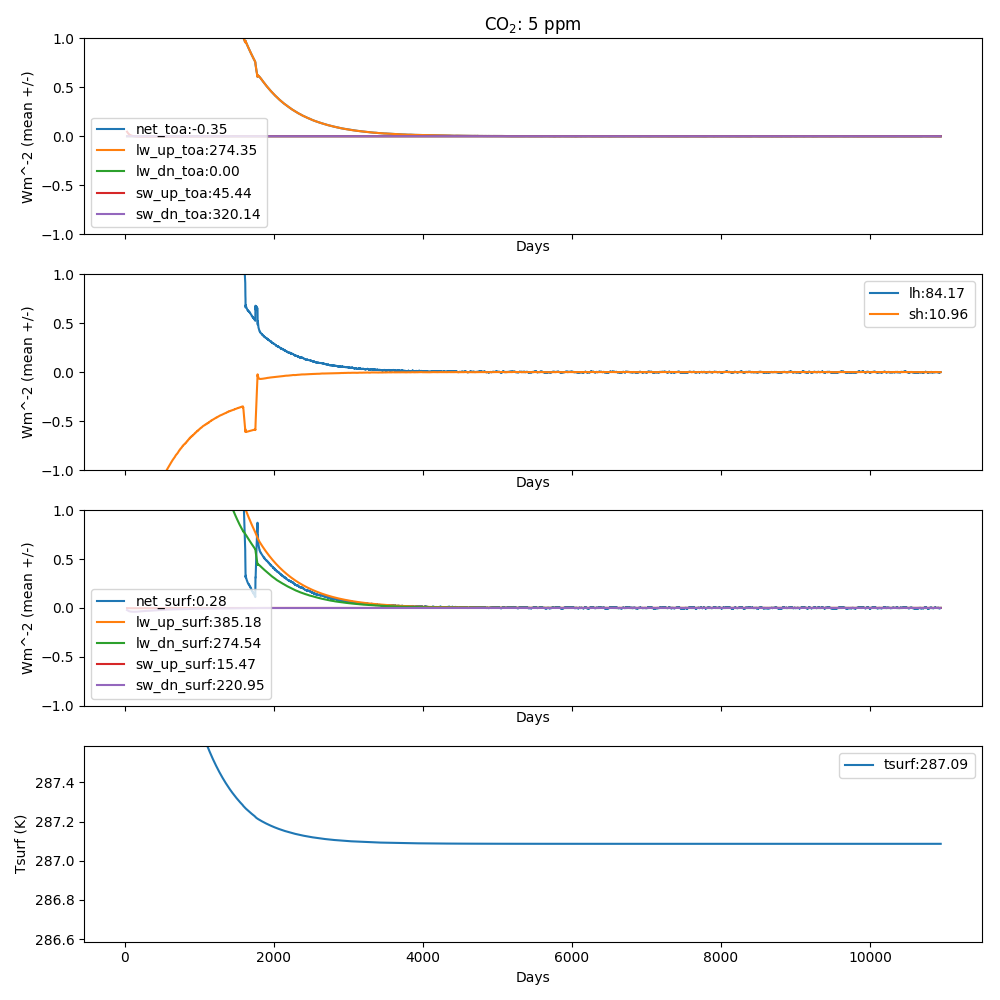 CO₂: 5 ppm
1.0
0.5
0.0
−0.5
−1.0
Wm^-2 (mean +/-)
net_toa:-0.35
lw_up_toa:274.35
lw_dn_toa:0.00
sw_up_toa:45.44
sw_dn_toa:320.14
Days
1.0
0.5
0.0
−0.5
−1.0
Wm^-2 (mean +/-)
lh:84.17
sh:10.96
Days
1.0
0.5
0.0
−0.5
−1.0
Wm^-2 (mean +/-)
net_surf:0.28
lw_up_surf:385.18
lw_dn_surf:274.54
sw_up_surf:15.47
sw_dn_surf:220.95
Days
287.4
287.2
287.0
286.8
286.6
Tsurf (K)
tsurf:287.09
0 2000 4000 6000 8000 10000
Days